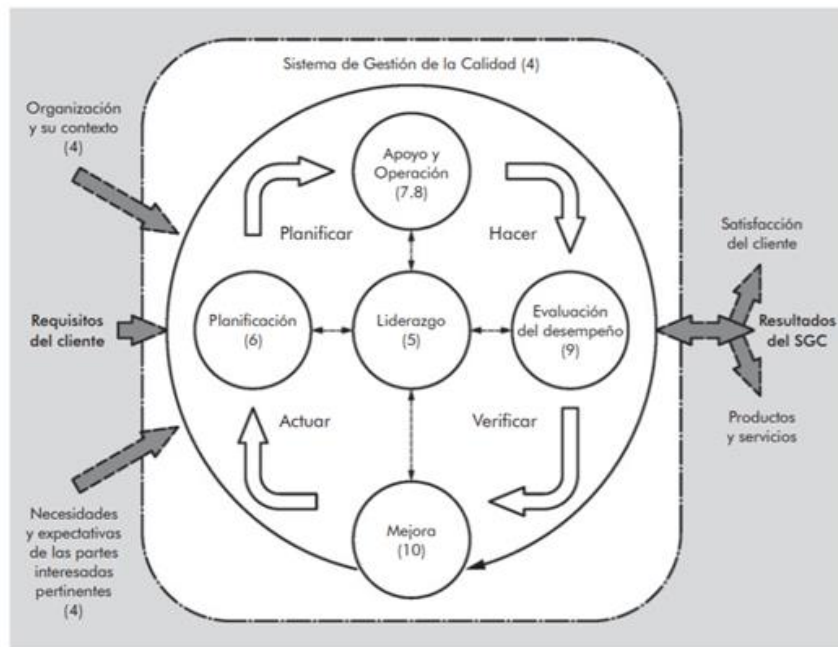 Sistema de Gestión de la Calidad (4)
Organización
y su contexto
(4)
Apoyo y
Operación
(7.8)
Planificar
Hacer
Satisfacción
del cliente
Requisitos
del cliente
Planificación
(6)
Liderazgo
(5)
Evaluación
del desempeño
(9)
Resultados
del SGC
Actuar
Verificar
Productos
y servicios
Mejora
(10)
Necesidades
y expectativas
de las partes
interesadas
pertinentes
(4)